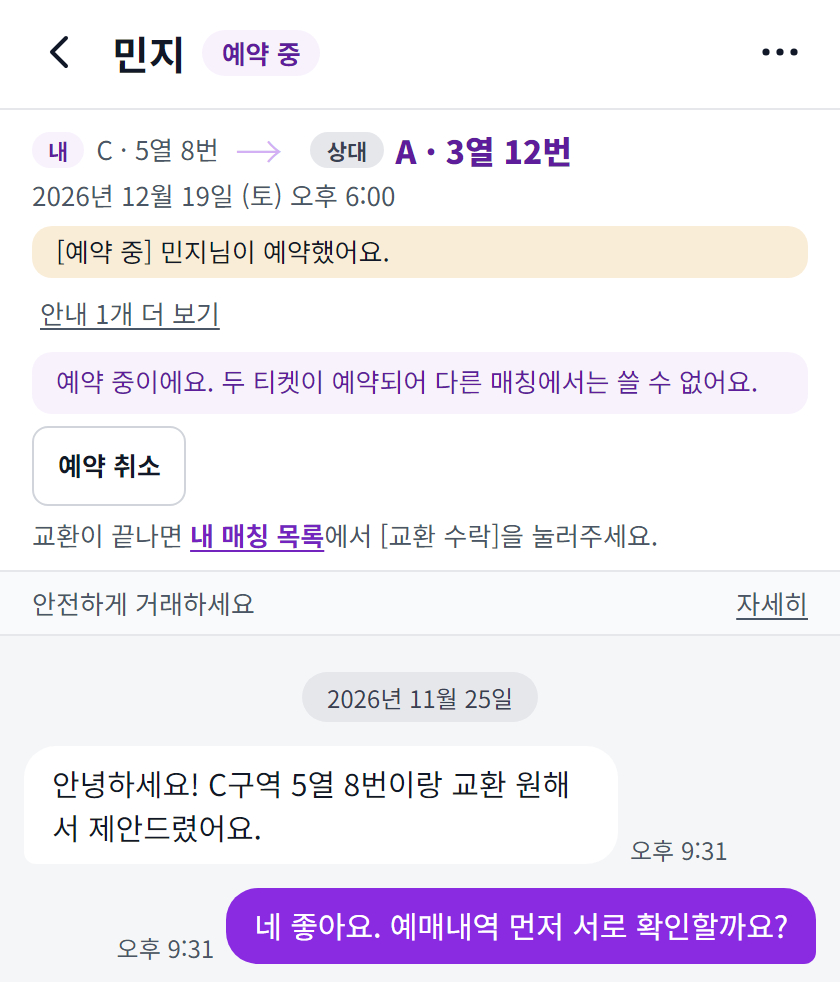 민지 예약 중
내 C · 5열 8번 → 상대 A · 3열 12번
2026년 12월 19일 (토) 오후 6:00
[예약 중] 민지님이 예약했어요.
안내 1개 더 보기
예약 중이에요. 두 티켓이 예약되어 다른 매칭에서는 쓸 수 없어요.
예약 취소
교환이 끝나면 내 매칭 목록에서 [교환 수락]을 눌러주세요.
안전하게 거래하세요 자세히
2026년 11월 25일
안녕하세요! C구역 5열 8번이랑 교환 원해
서 제안드렸어요.
오후 9:31
네 좋아요. 예매내역 먼저 서로 확인할까요?
오후 9:31